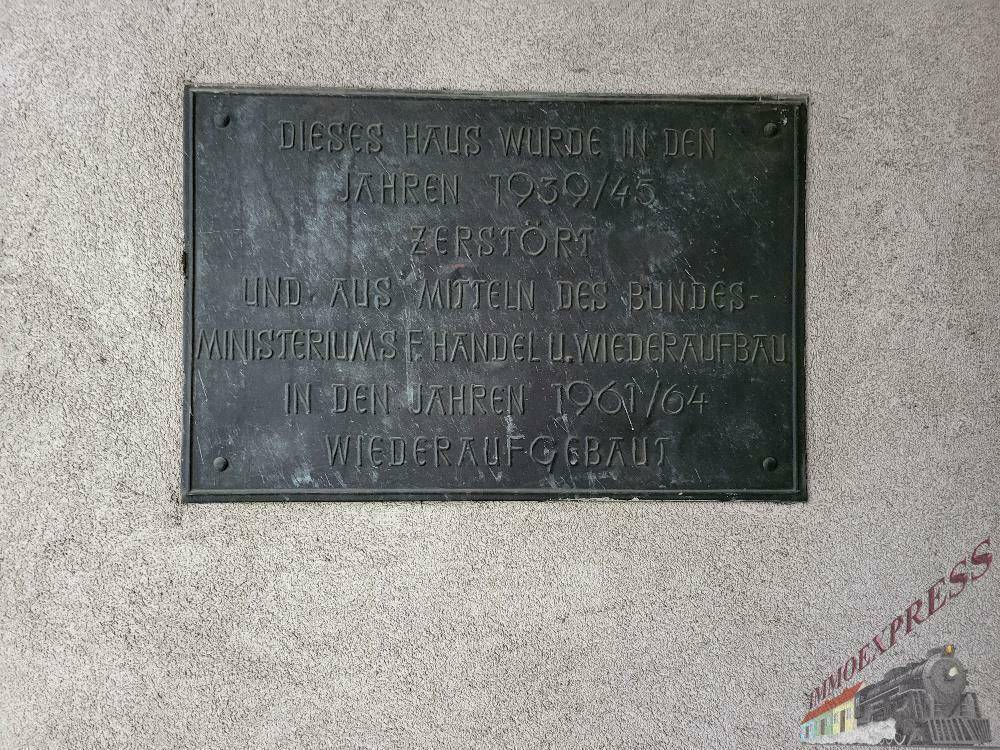 DIESES HAUS WURDE IN DEN
JAHREN 1939/45
ZERSTÖRT
UND AUS MITTELN DES BUNDES-
MINISTERIUMS F. HANDEL U. WIEDERAUFBAU
IN DEN JAHREN 1961/64
WIEDERAUFGEBAUT
IMMOEXPRESS